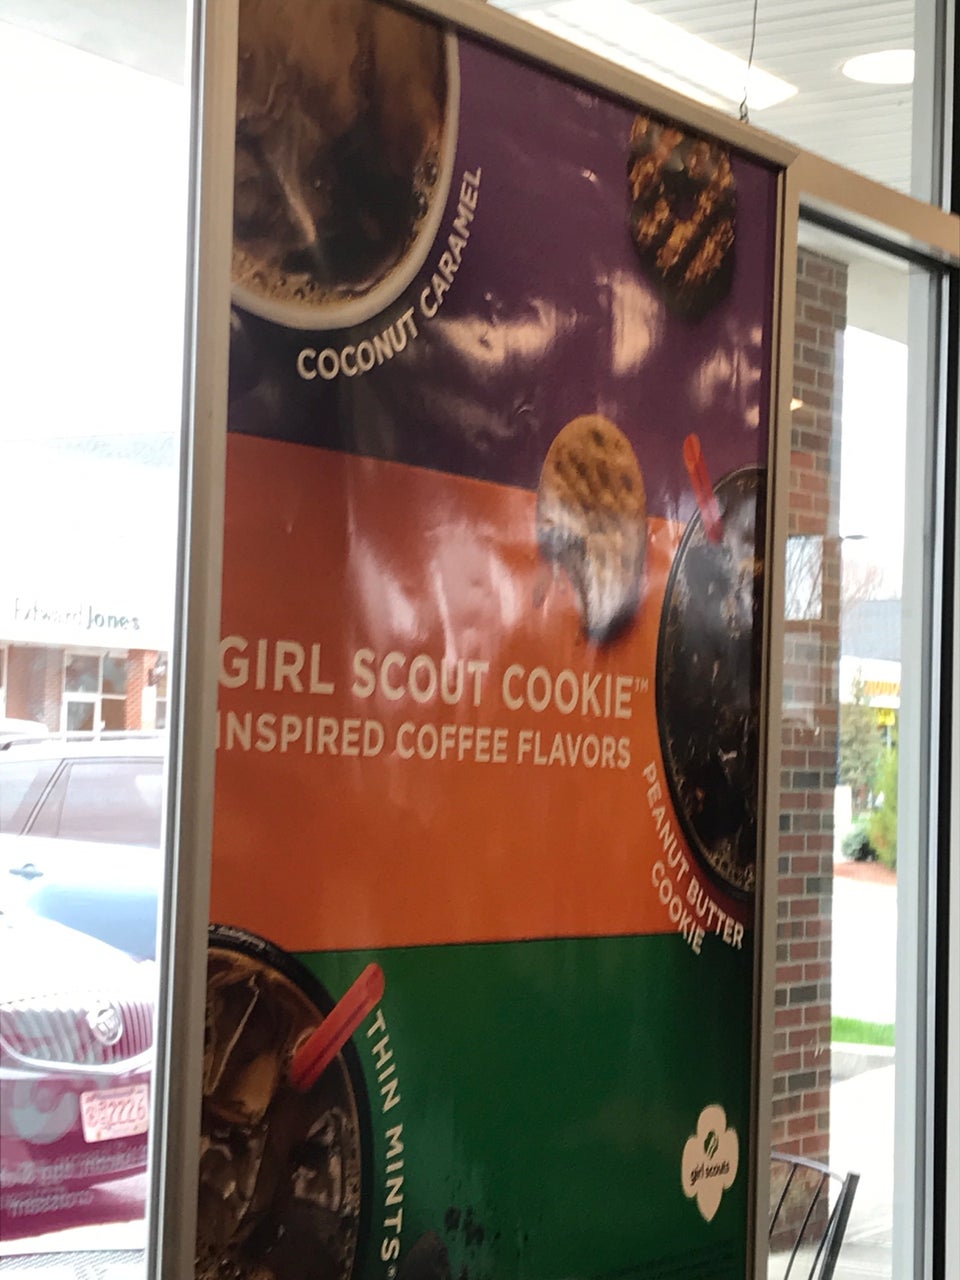 COCONUT CARAMEL
Edward Jones
GIRL SCOUT COOKIE™
INSPIRED COFFEE FLAVORS
PEANUT BUTTER
COOKIE
THIN MINTS®
girl scouts